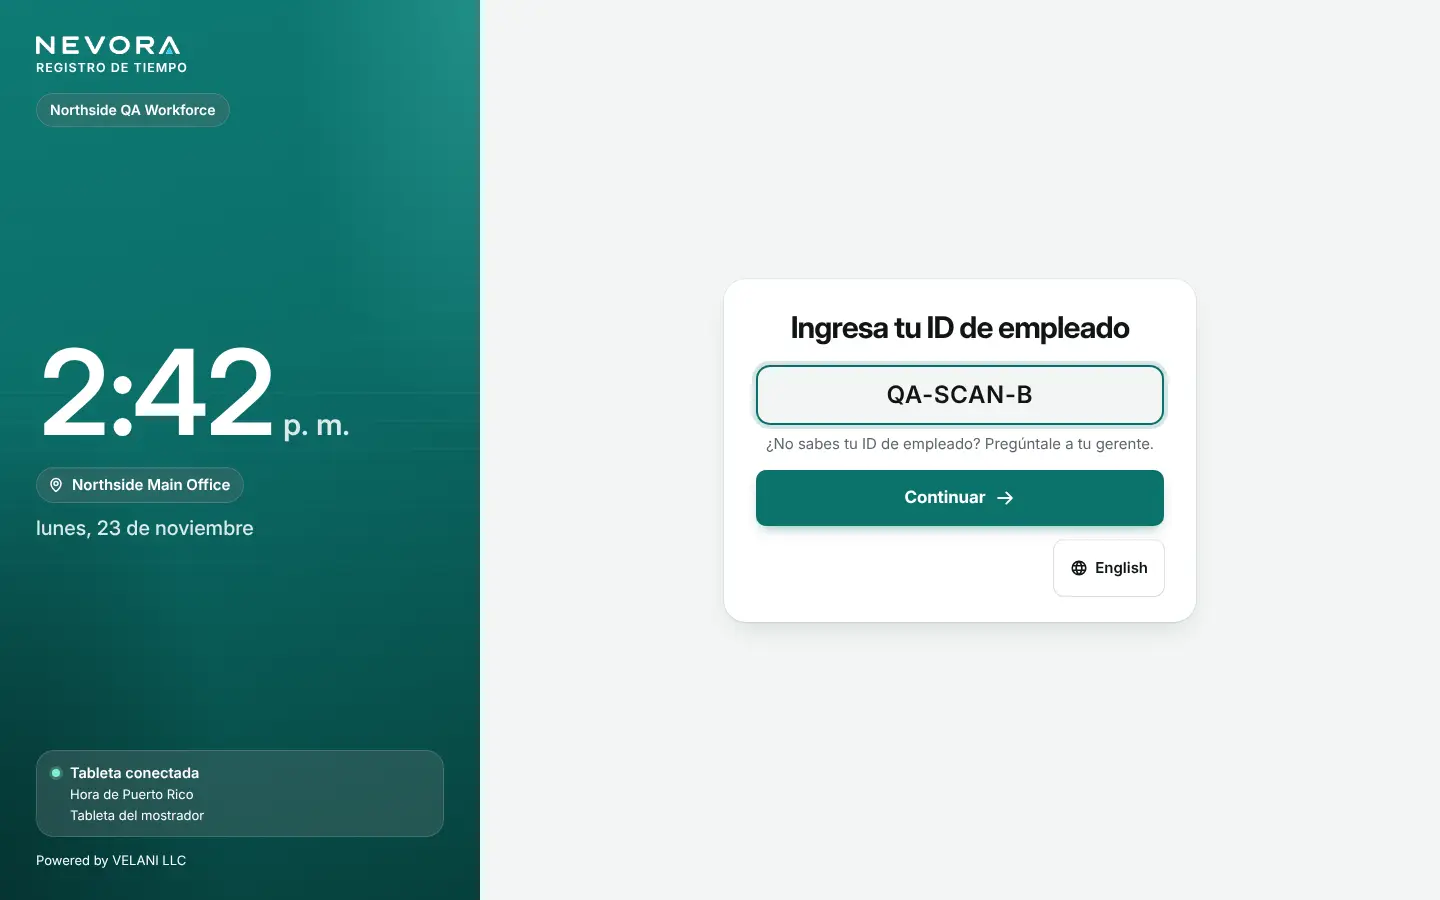 NEVORA
REGISTRO DE TIEMPO
Northside QA Workforce
2:42 p. m.
Northside Main Office
lunes, 23 de noviembre
Tableta conectada
Hora de Puerto Rico
Tableta del mostrador
Powered by VELANI LLC
Ingresa tu ID de empleado
QA-SCAN-B
¿No sabes tu ID de empleado? Pregúntale a tu gerente.
Continuar
English